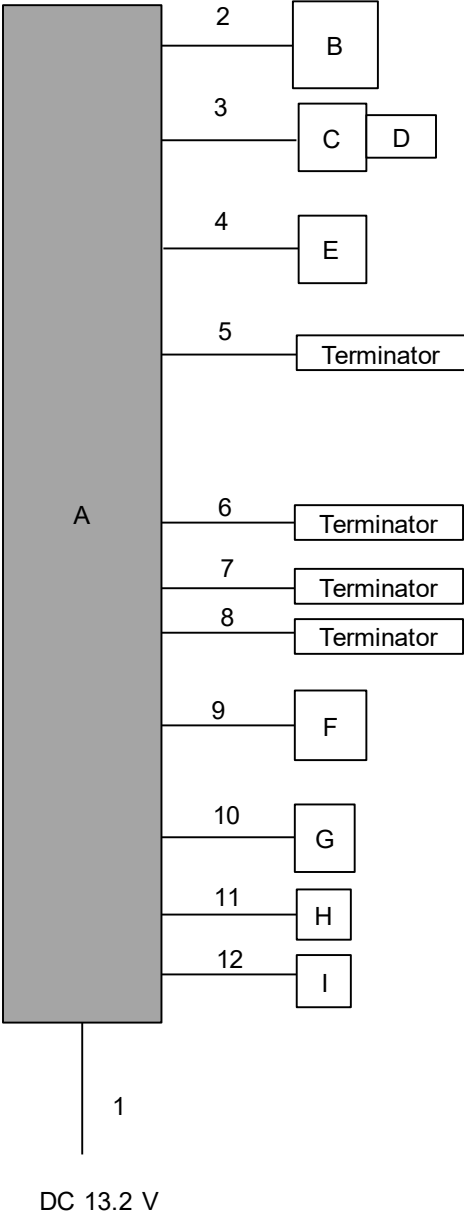 2
B
3
C
D
4
E
5
Terminator
A
6
Terminator
7
Terminator
8
Terminator
9
F
10
G
11
H
12
I
1
DC 13.2 V